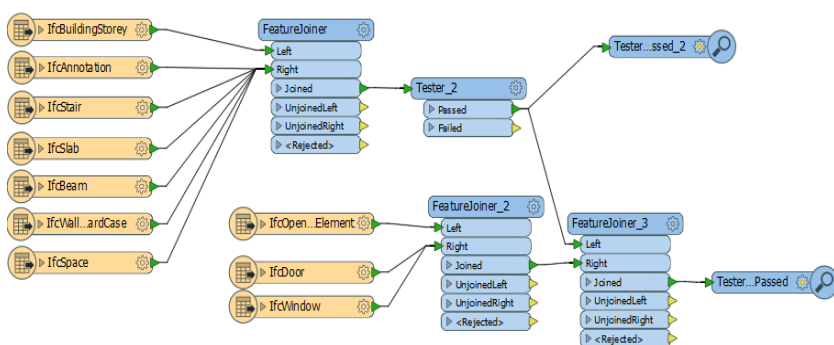 IfcBuildingStorey
IfcAnnotation
IfcStair
IfcSlab
IfcBeam
IfcWall...ardCase
IfcSpace
FeatureJoiner
Left
Right
Joined
UnjoinedLeft
UnjoinedRight
<Rejected>
Tester_2
Passed
Failed
Tester...ssed_2
IfcOpen...Element
IfcDoor
IfcWindow
FeatureJoiner_2
Left
Right
Joined
UnjoinedLeft
UnjoinedRight
<Rejected>
FeatureJoiner_3
Left
Right
Joined
UnjoinedLeft
UnjoinedRight
<Rejected>
Tester...Passed